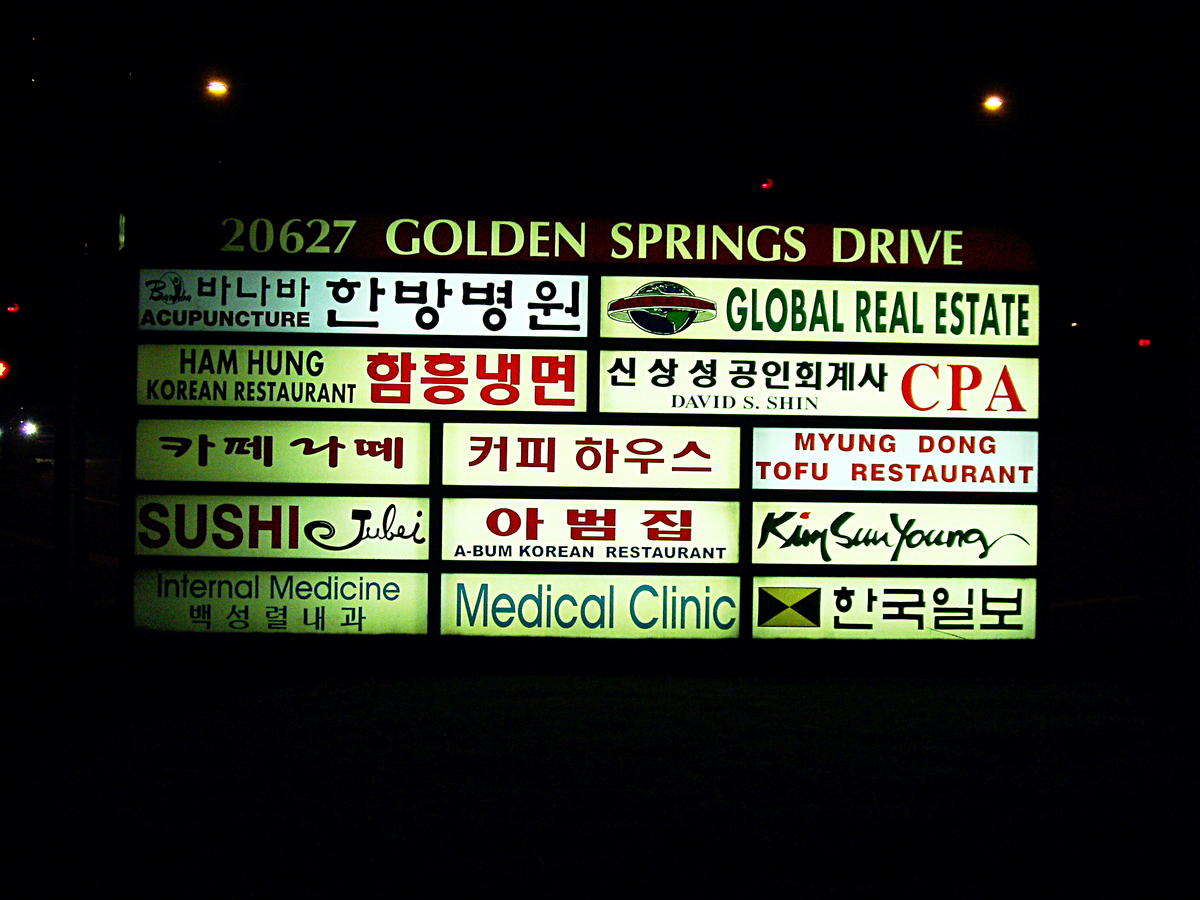 20627 GOLDEN SPRINGS DRIVE
바나바 한방병원
ACUPUNCTURE
GLOBAL REAL ESTATE
HAM HUNG
KOREAN RESTAURANT
함흥냉면
신상성공인회계사
DAVID S. SHIN
CPA
카페 라떼
커피 하우스
MYUNG DONG
TOFU RESTAURANT
SUSHI Jubei
아범집
A-BUM KOREAN RESTAURANT
Kim Sun Young
Internal Medicine
백성렬내과
Medical Clinic
한국일보